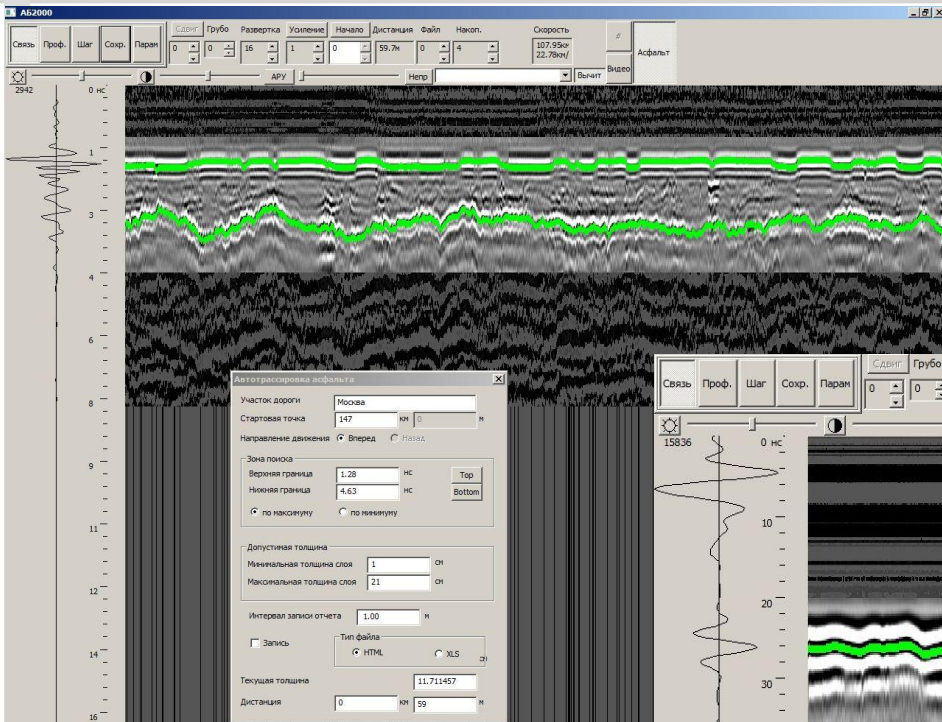 АБ2000
Связь Проф. Шаг Сохр. Парам
Сдвиг Грубо Развертка Усиление Начало Дистанция Файл Накоп. Скорость
0 0 16 1 0 59.7м 0 4 107.95км
22.78км/
# Видео Асфальт
АРУ Непр Вычит
2942 0 нс
1
3
4
6
8
9
11
12
14
16
Автотрассировка асфальта
Участок дороги Москва
Стартовая точка 147 км 0 м
Направление движения Вперед Назад
Зона поиска
Верхняя граница 1.28 нс Top
Нижняя граница 4.63 нс Bottom
по максимуму по минимуму
Допустимая толщина
Минимальная толщина слоя 1 см
Максимальная толщина слоя 21 см
Интервал записи отчета 1.00 м
Запись Тип файла
HTML XLS
Текущая толщина 11.711457 см
Дистанция 0 км 59 м
Связь Проф. Шаг Сохр. Парам Сдвиг Грубо
0 0
15836 0 нс
10
20
30